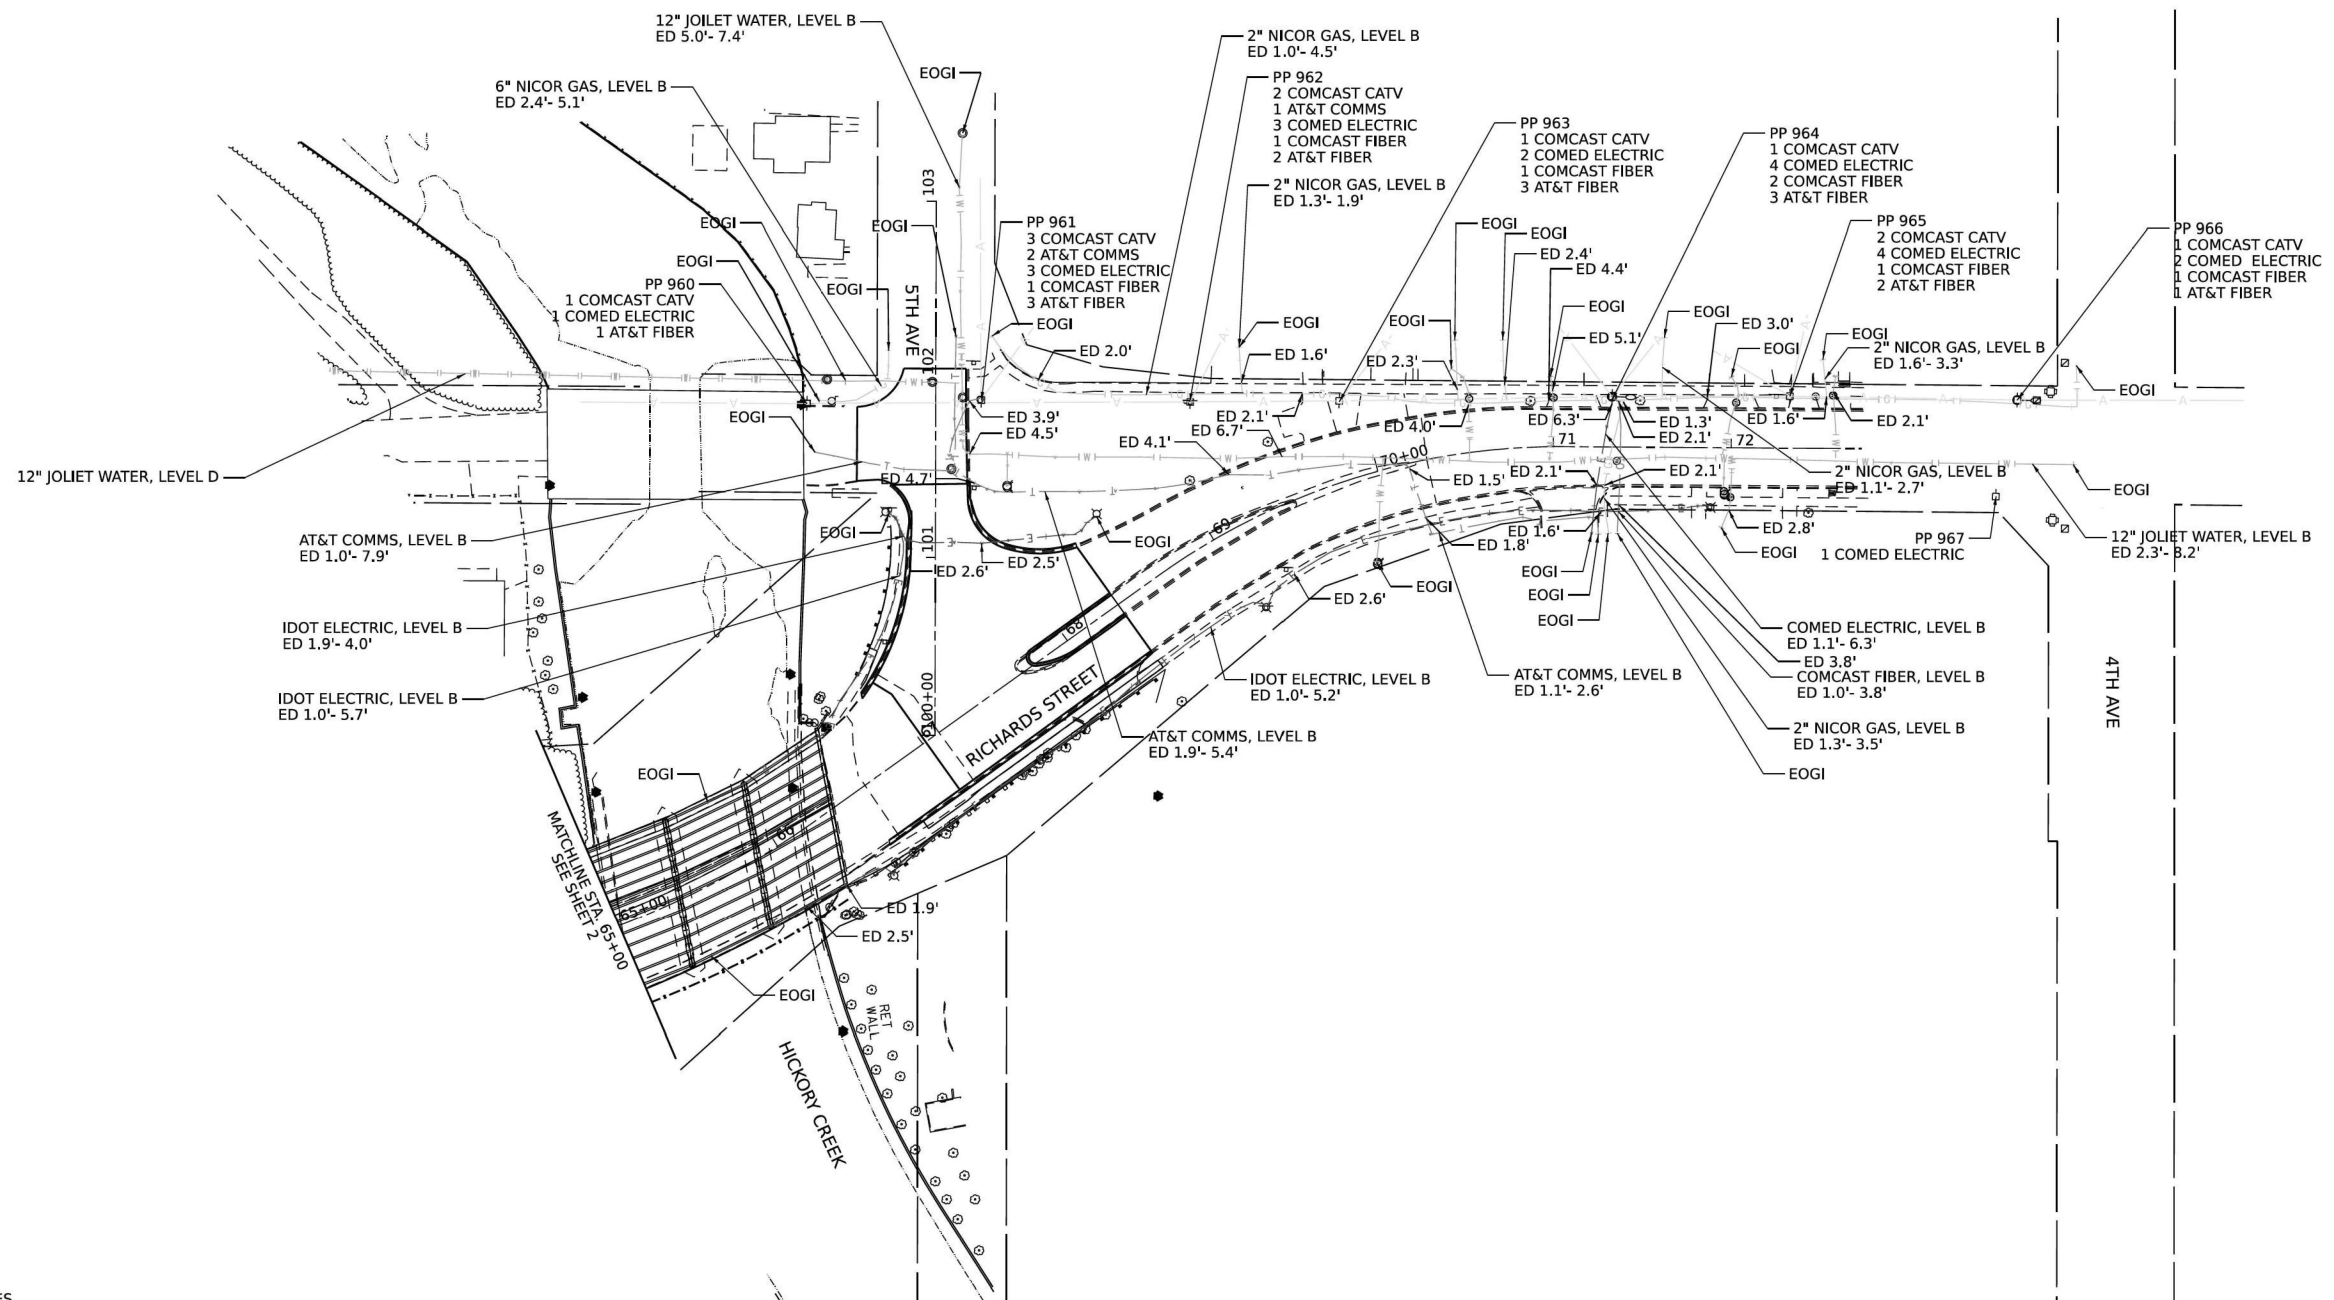 12" JOILET WATER, LEVEL B
ED 5.0'- 7.4'
EOGI
2" NICOR GAS, LEVEL B
ED 1.0'- 4.5'
6" NICOR GAS, LEVEL B
ED 2.4'- 5.1'
PP 962
2 COMCAST CATV
1 AT&T COMMS
3 COMED ELECTRIC
1 COMCAST FIBER
2 AT&T FIBER
PP 963
1 COMCAST CATV
2 COMED ELECTRIC
1 COMCAST FIBER
3 AT&T FIBER
PP 964
1 COMCAST CATV
4 COMED ELECTRIC
2 COMCAST FIBER
3 AT&T FIBER
2" NICOR GAS, LEVEL B
ED 1.3'- 1.9'
103
EOGI
EOGI
PP 961
3 COMCAST CATV
2 AT&T COMMS
3 COMED ELECTRIC
1 COMCAST FIBER
3 AT&T FIBER
EOGI
EOGI
ED 2.4'
ED 4.4'
PP 965
2 COMCAST CATV
4 COMED ELECTRIC
1 COMCAST FIBER
2 AT&T FIBER
PP 966
1 COMCAST CATV
2 COMED  ELECTRIC
1 COMCAST FIBER
1 AT&T FIBER
EOGI
PP 960
1 COMCAST CATV
1 COMED ELECTRIC
1 AT&T FIBER
EOGI
5TH AVE
102
EOGI
ED 2.0'
EOGI
ED 1.6'
EOGI
ED 2.3'
EOGI
ED 5.1'
EOGI
ED 3.0'
EOGI
EOGI
2" NICOR GAS, LEVEL B
ED 1.6'- 3.3'
EOGI
EOGI
ED 3.9'
ED 4.5'
ED 2.1'
ED 6.7'
ED 4.1'
ED 4.0'
ED 6.3'
71
ED 1.3'
ED 2.1'
ED 1.6'
ED 2.1'
72
12" JOLIET WATER, LEVEL D
ED 4.7'
70+00
ED 1.5'
ED 2.1'
ED 2.1'
2" NICOR GAS, LEVEL B
ED 1.1'- 2.7'
EOGI
AT&T COMMS, LEVEL B
ED 1.0'- 7.9'
EOGI
101
EOGI
69
ED 1.8'
ED 1.6'
ED 2.8'
EOGI
PP 967
1 COMED ELECTRIC
12" JOLIET WATER, LEVEL B
ED 2.3'- 8.2'
ED 2.6'
ED 2.5'
EOGI
EOGI
EOGI
EOGI
ED 2.6'
IDOT ELECTRIC, LEVEL B
ED 1.9'- 4.0'
68
COMED ELECTRIC, LEVEL B
ED 1.1'- 6.3'
ED 3.8'
COMCAST FIBER, LEVEL B
ED 1.0'- 3.8'
IDOT ELECTRIC, LEVEL B
ED 1.0'- 5.7'
P100+00
RICHARDS STREET
IDOT ELECTRIC, LEVEL B
ED 1.0'- 5.2'
AT&T COMMS, LEVEL B
ED 1.1'- 2.6'
4TH AVE
AT&T COMMS, LEVEL B
ED 1.9'- 5.4'
2" NICOR GAS, LEVEL B
ED 1.3'- 3.5'
EOGI
EOGI
66
MATCHLINE STA. 65+00
SEE SHEET 2
65+00
ED 1.9'
ED 2.5'
EOGI
RET
WALL
HICKORY CREEK